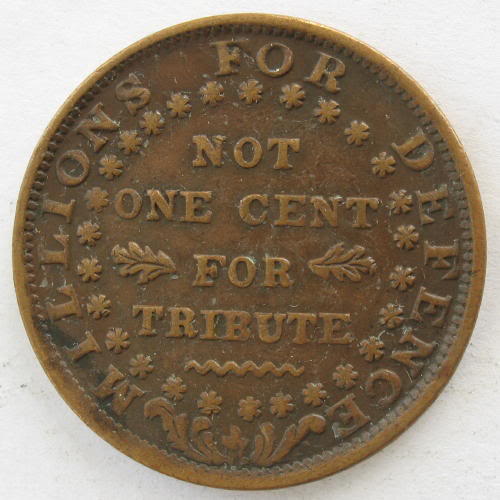 MILLIONS FOR DEFENCE
NOT
ONE CENT
FOR
TRIBUTE